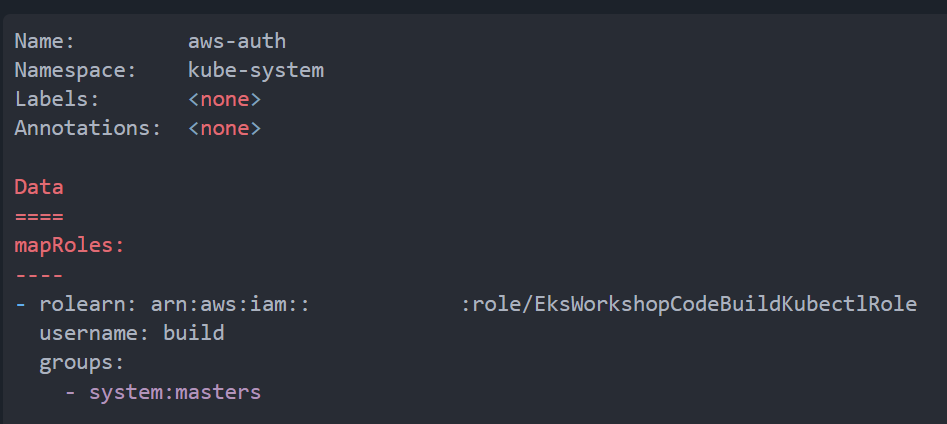 Name:         aws-auth
Namespace:    kube-system
Labels:       <none>
Annotations:  <none>

Data
====
mapRoles:
----
- rolearn: arn:aws:iam::            :role/EksWorkshopCodeBuildKubectlRole
  username: build
  groups:
    - system:masters